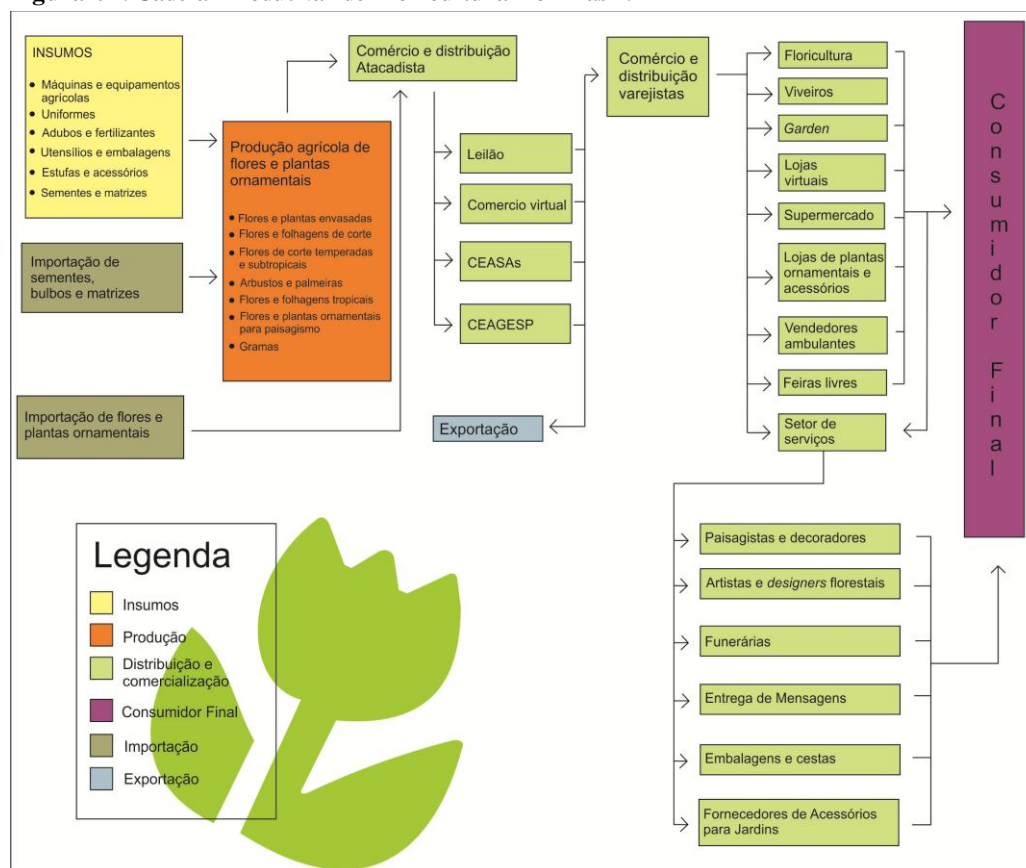 INSUMOS
Máquinas e equipamentos
agrícolas
Uniformes
Adubos e fertilizantes
Utensílios e embalagens
Estufas e acessórios
Sementes e matrizes
Importação de
sementes,
bulbos e matrizes
Importação de flores e
plantas ornamentais
Produção agrícola de
flores e plantas
ornamentais
Flores e plantas envasadas
Flores e folhagens de corte
Flores de corte temperadas
e subtropicais
Arbustos e palmeiras
Flores e folhagens tropicais
Flores e plantas ornamentais
para paisagismo
Gramas
Comércio e distribuição
Atacadista
Leilão
Comercio virtual
CEASAs
CEAGESP
Exportação
Comércio e
distribuição
varejistas
Floricultura
Viveiros
Garden
Lojas
virtuais
Supermercado
Lojas de plantas
ornamentais e
acessórios
Vendedores
ambulantes
Feiras livres
Setor de
serviços
Consumidor Final
Paisagistas e decoradores
Artistas e designers florestais
Funerárias
Entrega de Mensagens
Embalagens e cestas
Fornecedores de Acessórios
para Jardins
Legenda
Insumos
Produção
Distribuição e
comercialização
Consumidor Final
Importação
Exportação